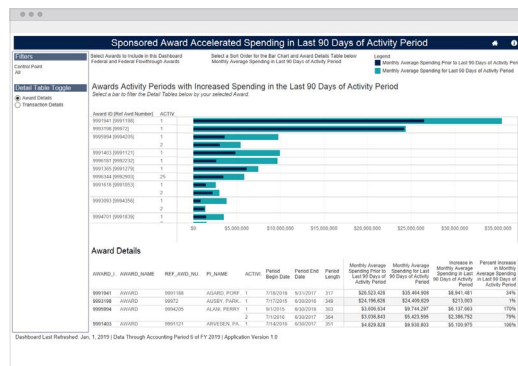 Sponsored Award Accelerated Spending in Last 90 Days of Activity Period
Filters
Control Point
All
Select Awards to Include in this Dashboard
Federal and Federal Flowthrough Awards
Select a Sort Order for the Bar Chart and Award Details Table below
Monthly Average Spending in Last 90 Days of Activity Period
Legend
Monthly Average Spending Prior to Last 90 Days of Activity Per
Monthly Average Spending for Last 90 Days of Activity Period
Detail Table Toggle
Award Details
Transaction Details
Awards Activity Periods with Increased Spending in the Last 90 Days of Activity Period
Select a bar to filter the Detail Tables below by your selected Award.
Award ID [Ref Awd Number] ACTIV.
9991941 [9991188] 1
9993198 [99972] 1
9995994 [9994205] 1
2
9991403 [9991121] 1
9996181 [9992232] 1
9991365 [9991279] 1
9996344 [9992905] 25
9991616 [9991053] 1
2
9993093 [9994356] 1
2
9994701 [9991639] 1
2
$0 $5,000,000 $10,000,000 $15,000,000 $20,000,000 $25,000,000 $30,000,000 $35,000,000
Award Details
AWARD_I.. AWARD_NAME REF_AWD_NU.. PI_NAME ACTIVI.. Period Begin Date Period End Date Period Length Monthly Average Spending Prior to Last 90 Days of Activity Period Monthly Average Spending for Last 90 Days of Activity Period Increase in Monthly Average Spending in Last 90 Days of Activity Period Percent Increase in Monthly Average Spending in Last 90 Days of Activity Period
9991941 AWARD 9991188 AGARD, PORF.. 1 7/18/2016 5/31/2017 317 $26,523,428 $35,464,908 $8,941,481 34%
9993198 AWARD 99972 AUSBY, PARK.. 1 7/17/2015 6/30/2016 349 $24,196,626 $24,409,629 $213,003 1%
9995994 AWARD 9994205 ALANI, PERRY 1 9/1/2015 6/30/2016 303 $3,606,634 $9,744,297 $6,137,663 170%
2 7/1/2016 6/30/2017 364 $3,036,843 $5,423,595 $2,386,752 79%
9991403 AWARD 9991121 ARVESEN, PA.. 1 7/14/2016 6/30/2017 351 $4,829,828 $9,930,803 $5,100,975 106%
Dashboard Last Refreshed: Jan, 1, 2019 | Data Through Accounting Period 6 of FY 2019 | Application Version 1.0